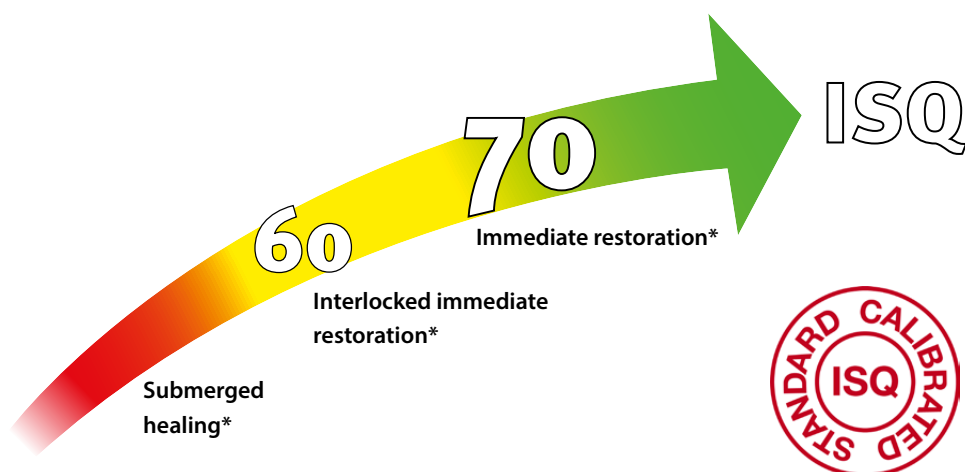 ISQ
70
Immediate restoration*
60
Interlocked immediate
restoration*
Submerged
healing*
STANDARD CALIBRATED
ISQ